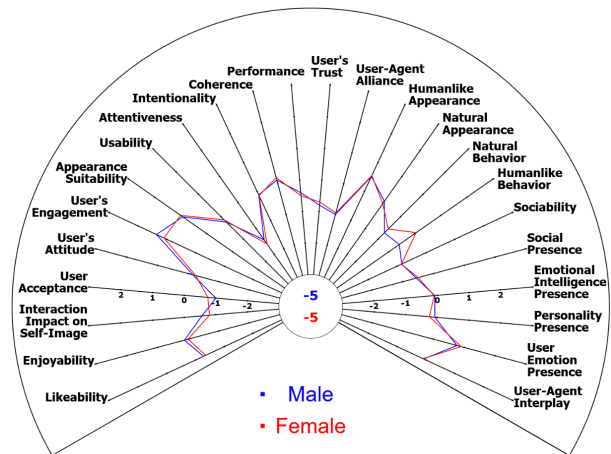 User's
Trust
Performance
User-Agent
Alliance
Coherence
Humanlike
Appearance
Intentionality
Natural
Appearance
Attentiveness
Natural
Behavior
Usability
Humanlike
Behavior
Appearance
Suitability
Sociability
User's
Engagement
Social
Presence
User's
Attitude
Emotional
Intelligence
Presence
User
Acceptance
2 1 0 -1 -2
-5
-2 -1 0 1 2
Interaction
Impact on
Self-Image
-5
Personality
Presence
Enjoyability
User
Emotion
Presence
Likeability
User-Agent
Interplay
Male
Female